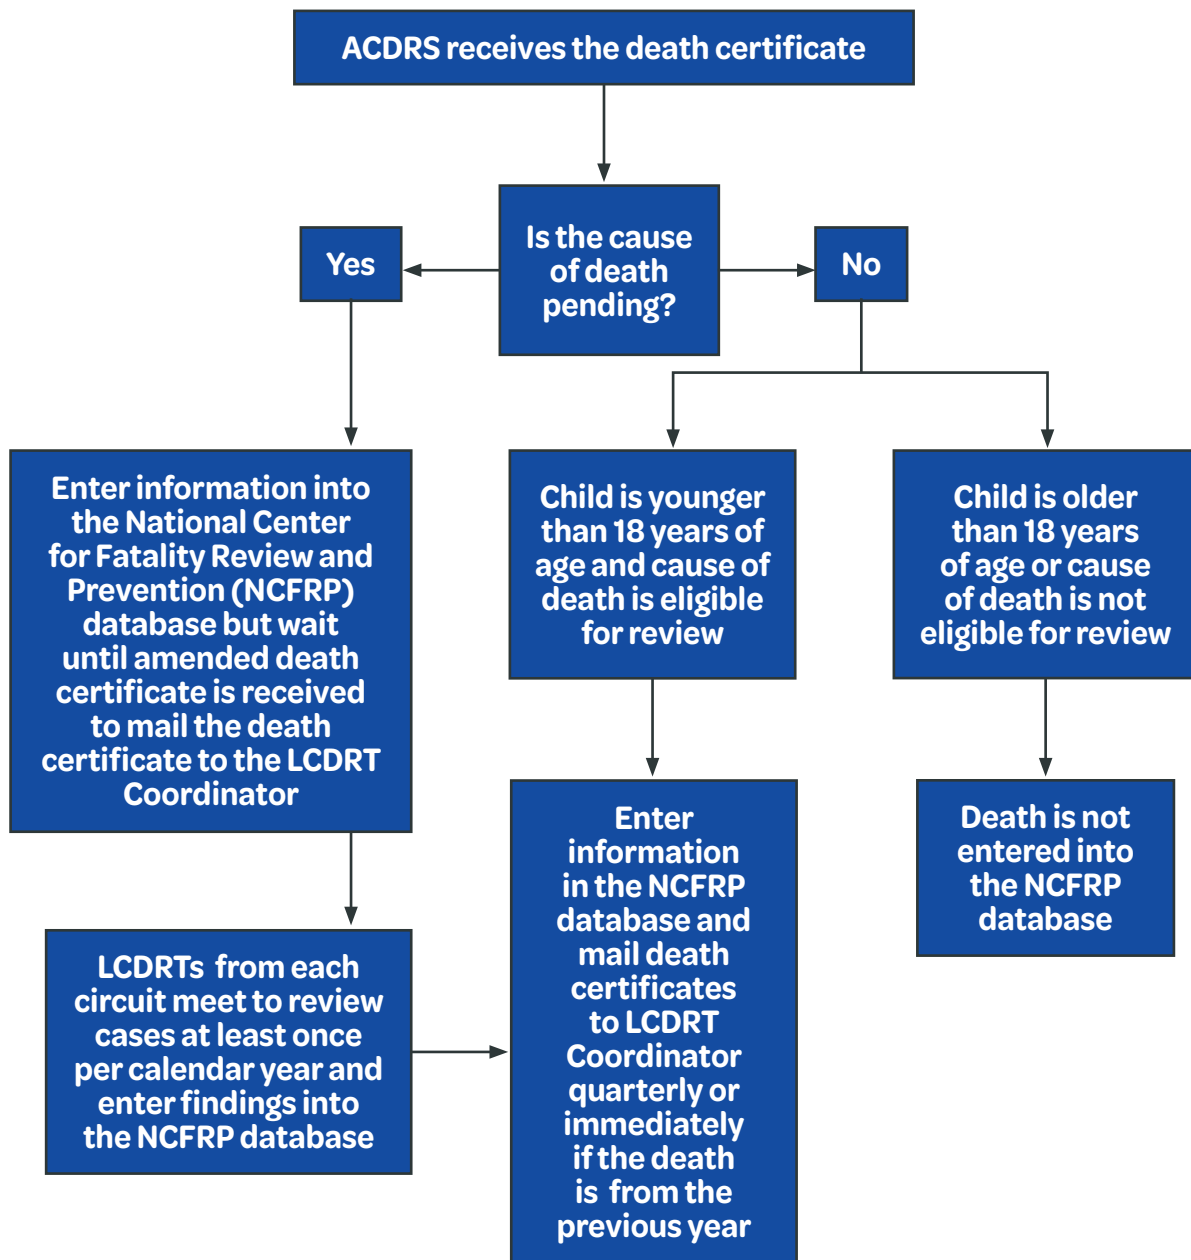 ACDRS receives the death certificate
Is the cause
of death
pending?
Yes
No
Enter information into
the National Center
for Fatality Review and
Prevention (NCFRP)
database but wait
until amended death
certificate is received
to mail the death
certificate to the LCDRT
Coordinator
Child is younger
than 18 years of
age and cause of
death is eligible
for review
Child is older
than 18 years
of age or cause
of death is not
eligible for review
LCDRTs from each
circuit meet to review
cases at least once
per calendar year and
enter findings into
the NCFRP database
Enter
information
in the NCFRP
database and
mail death
certificates
to LCDRT
Coordinator
quarterly or
immediately
if the death
is from the
previous year
Death is not
entered into
the NCFRP
database